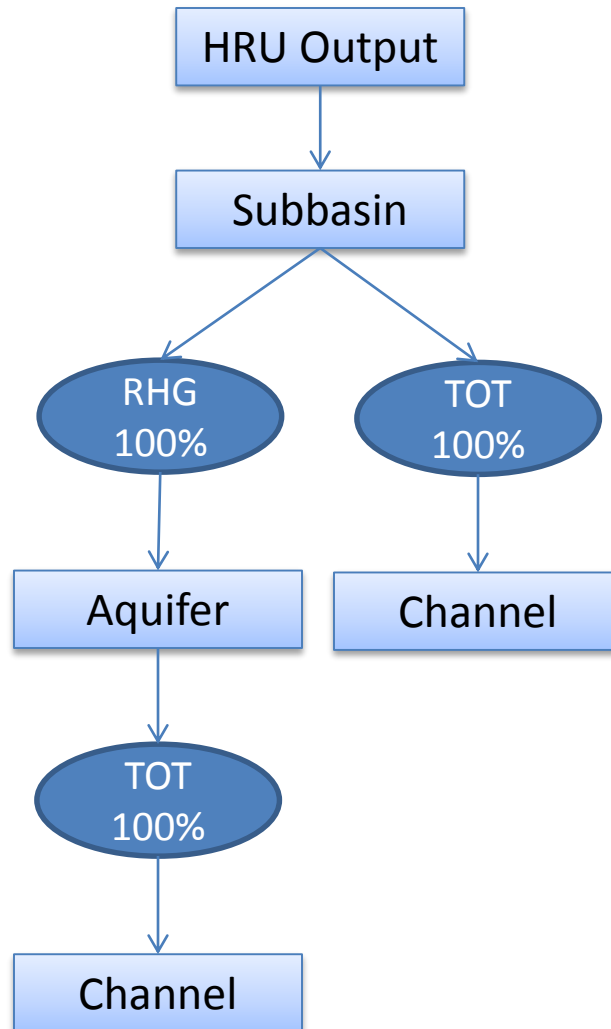 HRU Output
Subbasin
RHG
100%
TOT
100%
Aquifer
Channel
TOT
100%
Channel